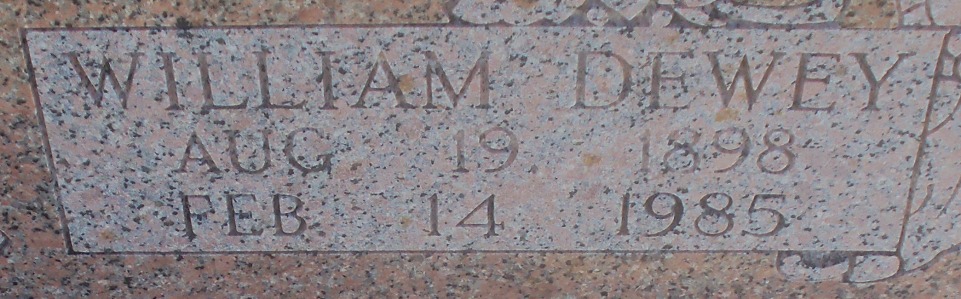 WILLIAM DEWEY
AUG 19 1898
FEB 14 1985